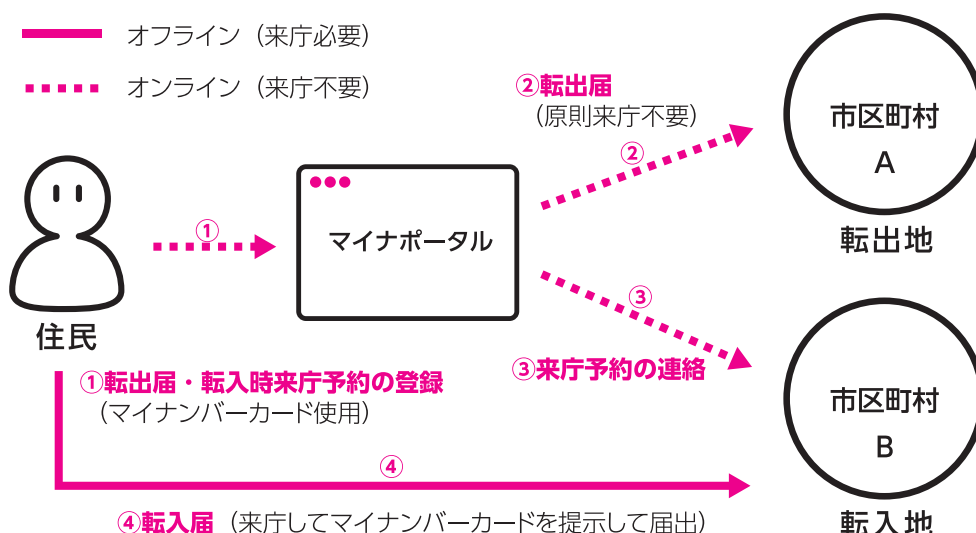 オフライン（来庁必要）
オンライン（来庁不要）
②転出届
（原則来庁不要）
②
市区町村
A
転出地
①
マイナポータル
住民
③
③来庁予約の連絡
①転出届・転入時来庁予約の登録
（マイナンバーカード使用）
市区町村
B
転入地
④
④転入届（来庁してマイナンバーカードを提示して届出）